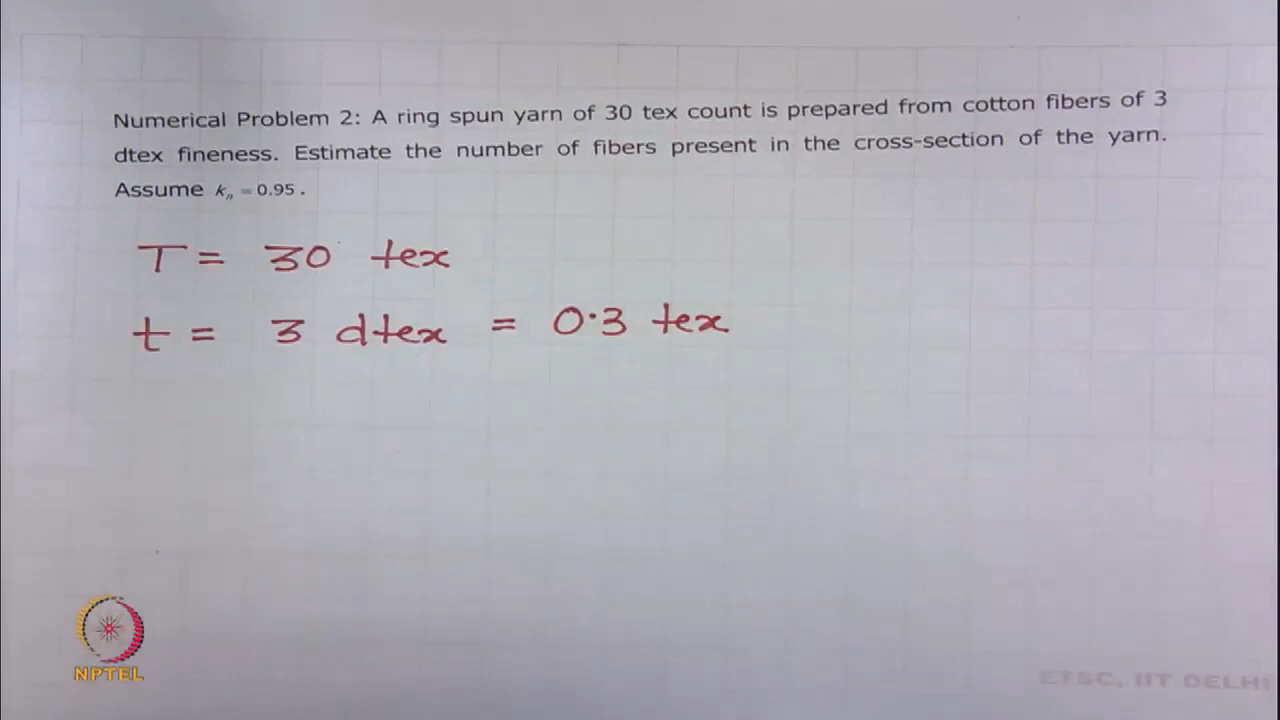 Numerical Problem 2: A ring spun yarn of 30 tex count is prepared from cotton fibers of 3
dtex fineness. Estimate the number of fibers present in the cross-section of the yarn.
Assume kₙ = 0.95.
T = 30 tex
t = 3 dtex = 0.3 tex
NPTEL
ETSC, IIT DELHI